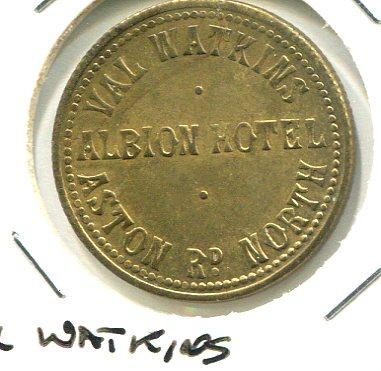 VAL WATKINS
ALBION HOTEL
ASTON RD. NORTH
WATKINS